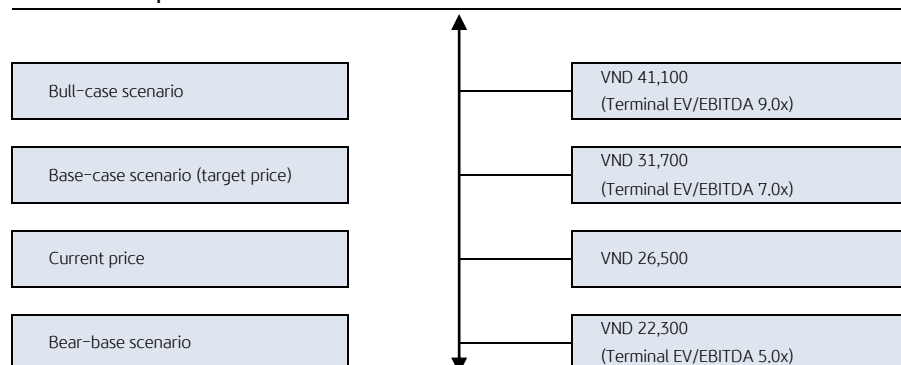 Bull-case scenario
VND 41,100
(Terminal EV/EBITDA 9.0x)
Base-case scenario (target price)
VND 31,700
(Terminal EV/EBITDA 7.0x)
Current price
VND 26,500
Bear-base scenario
VND 22,300
(Terminal EV/EBITDA 5.0x)